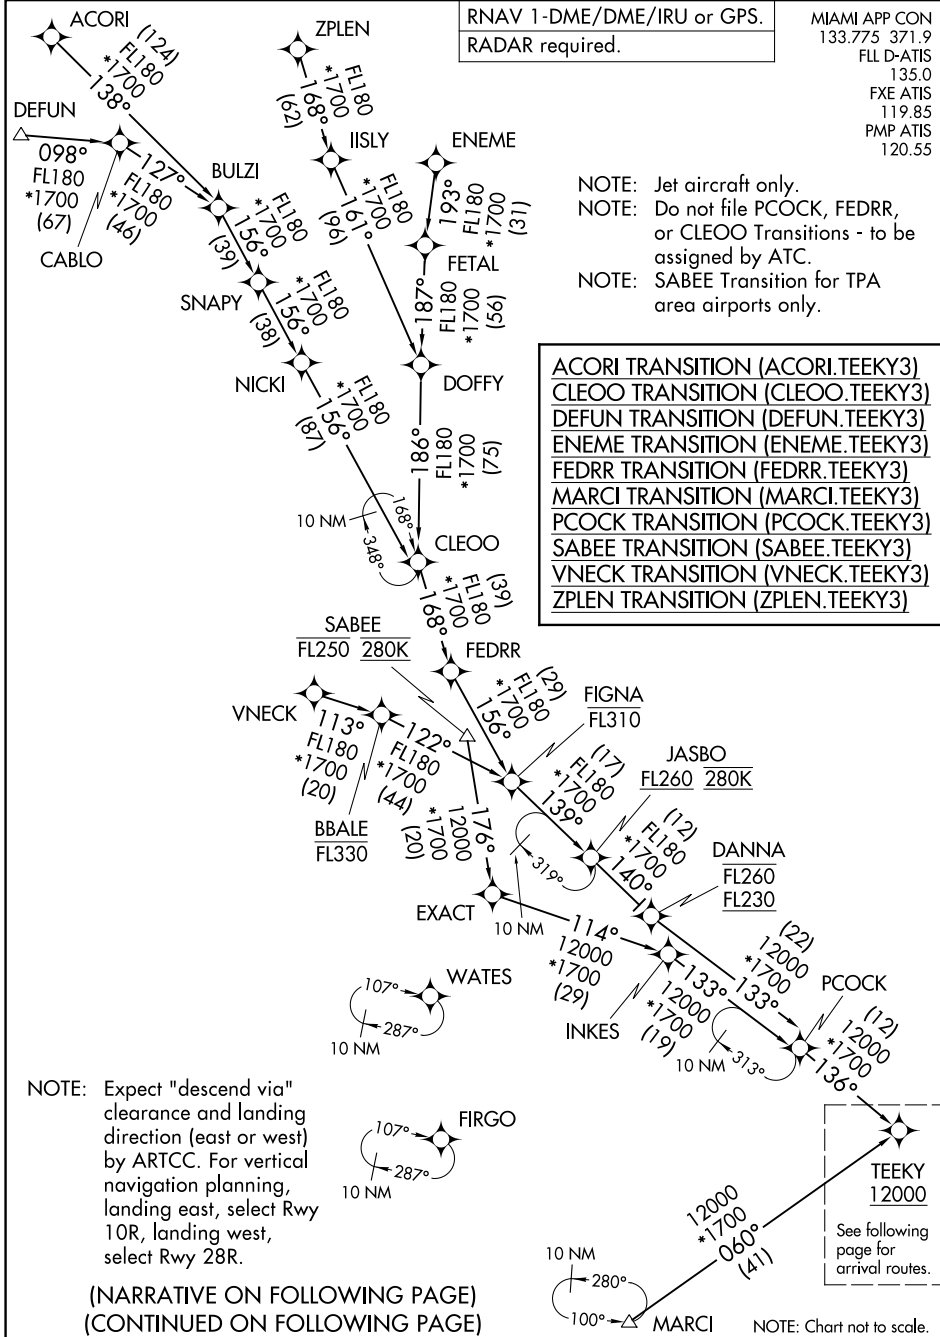 RNAV 1-DME/DME/IRU or GPS.
RADAR required.
MIAMI APP CON
133.775 371.9
FLL D-ATIS
135.0
FXE ATIS
119.85
PMP ATIS
120.55
NOTE: Jet aircraft only.
NOTE: Do not file PCOCK, FEDRR,
or CLEOO Transitions - to be
assigned by ATC.
NOTE: SABEE Transition for TPA
area airports only.
ACORI TRANSITION (ACORI.TEEKY3)
CLEOO TRANSITION (CLEOO.TEEKY3)
DEFUN TRANSITION (DEFUN.TEEKY3)
ENEME TRANSITION (ENEME.TEEKY3)
FEDRR TRANSITION (FEDRR.TEEKY3)
MARCI TRANSITION (MARCI.TEEKY3)
PCOCK TRANSITION (PCOCK.TEEKY3)
SABEE TRANSITION (SABEE.TEEKY3)
VNECK TRANSITION (VNECK.TEEKY3)
ZPLEN TRANSITION (ZPLEN.TEEKY3)
ACORI
(124)
FL180
*1700
138°
DEFUN
098°
FL180
*1700
(67)
CABLO
127°
FL180
*1700
(46)
BULZI
FL180
*1700
156°
(39)
SNAPY
FL180
*1700
156°
(38)
NICKI
FL180
*1700
156°
(87)
ZPLEN
FL180
*1700
168°
(62)
IISLY
FL180
*1700
161°
(96)
ENEME
193°
FL180
*1700
(31)
FETAL
187°
FL180
*1700
(56)
DOFFY
186°
FL180
*1700
(75)
10 NM
168°
348°
CLEOO
(39)
FL180
*1700
168°
FEDRR
(29)
FL180
*1700
156°
SABEE
FL250 280K
VNECK
113°
FL180
*1700
(20)
BBALE
FL330
122°
FL180
*1700
(44)
176°
12000
*1700
(20)
FIGNA
FL310
(17)
FL180
*1700
139°
JASBO
FL260 280K
319°
10 NM
(12)
FL180
*1700
140°
DANNA
FL260
FL230
EXACT
114°
12000
*1700
(29)
INKES
133°
12000
*1700
(19)
(22)
12000
*1700
133°
PCOCK
313°
10 NM
(12)
12000
*1700
136°
WATES
107°
287°
10 NM
FIRGO
107°
287°
10 NM
TEEKY
12000
See following
page for
arrival routes.
12000
*1700
060°
(41)
10 NM
280°
100°
MARCI
NOTE: Expect "descend via"
clearance and landing
direction (east or west)
by ARTCC. For vertical
navigation planning,
landing east, select Rwy
10R, landing west,
select Rwy 28R.
(NARRATIVE ON FOLLOWING PAGE)
(CONTINUED ON FOLLOWING PAGE)
NOTE: Chart not to scale.